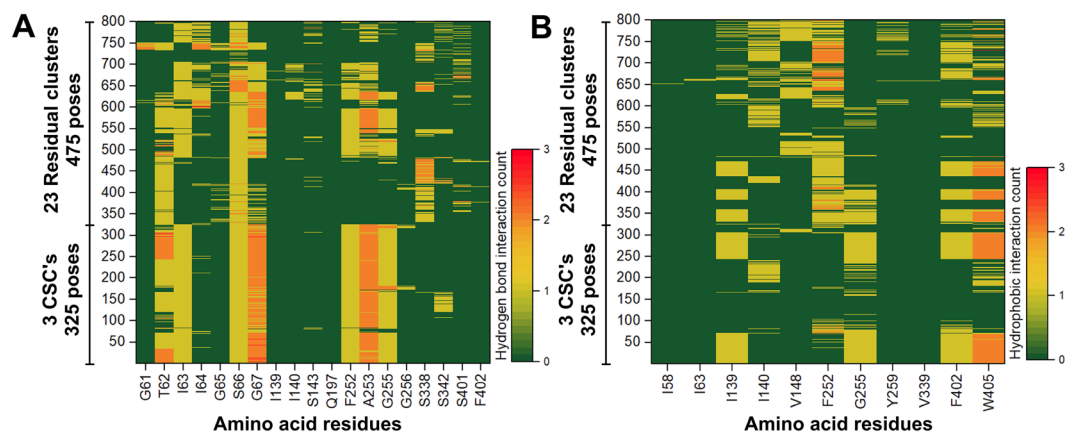 A
23 Residual clusters
475 poses
3 CSC's
325 poses
800
750
700
650
600
550
500
450
400
350
300
250
200
150
100
50
G61
T62
I63
I64
G65
S66
G67
I139
I140
S143
Q197
F252
A253
G255
G256
S338
S342
S401
F402
Amino acid residues
3
2
1
0
Hydrogen bond interaction count
B
23 Residual clusters
475 poses
3 CSC's
325 poses
800
750
700
650
600
550
500
450
400
350
300
250
200
150
100
50
I58
I63
I139
I140
V148
F252
G255
Y259
V339
F402
W405
Amino acid residues
3
2
1
0
Hydrophobic interaction count